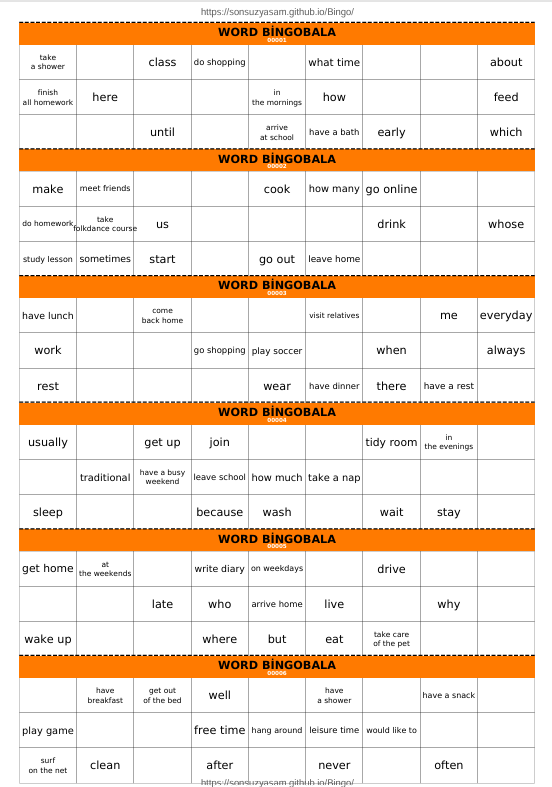 https://sonsuzyasam.github.io/Bingo/
WORD BİNGOBALA
00001
take
a shower
class
do shopping
what time
about
finish
all homework
here
in
the mornings
how
feed
until
arrive
at school
have a bath
early
which
WORD BİNGOBALA
00002
make
meet friends
cook
how many
go online
do homework
take
folkdance course
us
drink
whose
study lesson
sometimes
start
go out
leave home
WORD BİNGOBALA
00003
have lunch
come
back home
visit relatives
me
everyday
work
go shopping
play soccer
when
always
rest
wear
have dinner
there
have a rest
WORD BİNGOBALA
00004
usually
get up
join
tidy room
in
the evenings
traditional
have a busy
weekend
leave school
how much
take a nap
sleep
because
wash
wait
stay
WORD BİNGOBALA
00005
get home
at
the weekends
write diary
on weekdays
drive
late
who
arrive home
live
why
wake up
where
but
eat
take care
of the pet
WORD BİNGOBALA
00006
have
breakfast
get out
of the bed
well
have
a shower
have a snack
play game
free time
hang around
leisure time
would like to
surf
on the net
clean
after
never
often
https://sonsuzyasam.github.io/Bingo/